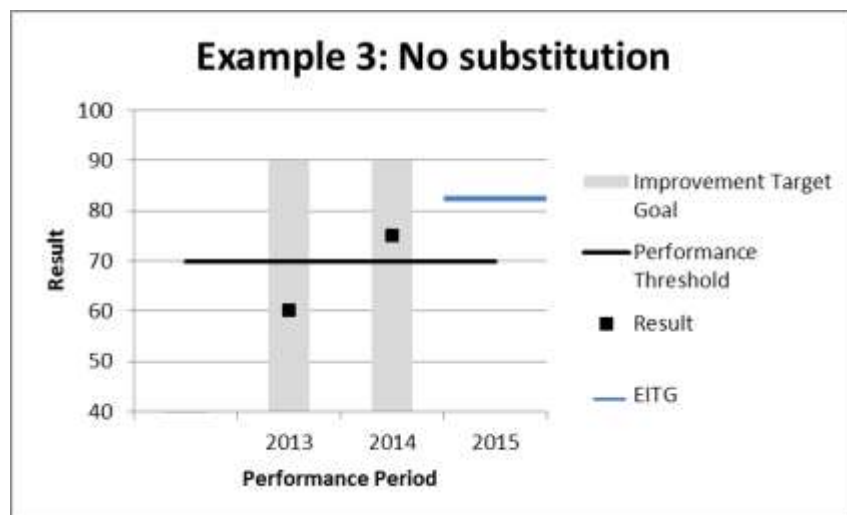 Example 3: No substitution
100
90
80
70
60
50
40
Result
2013
2014
2015
Performance Period
Improvement Target
Goal
Performance
Threshold
Result
EITG